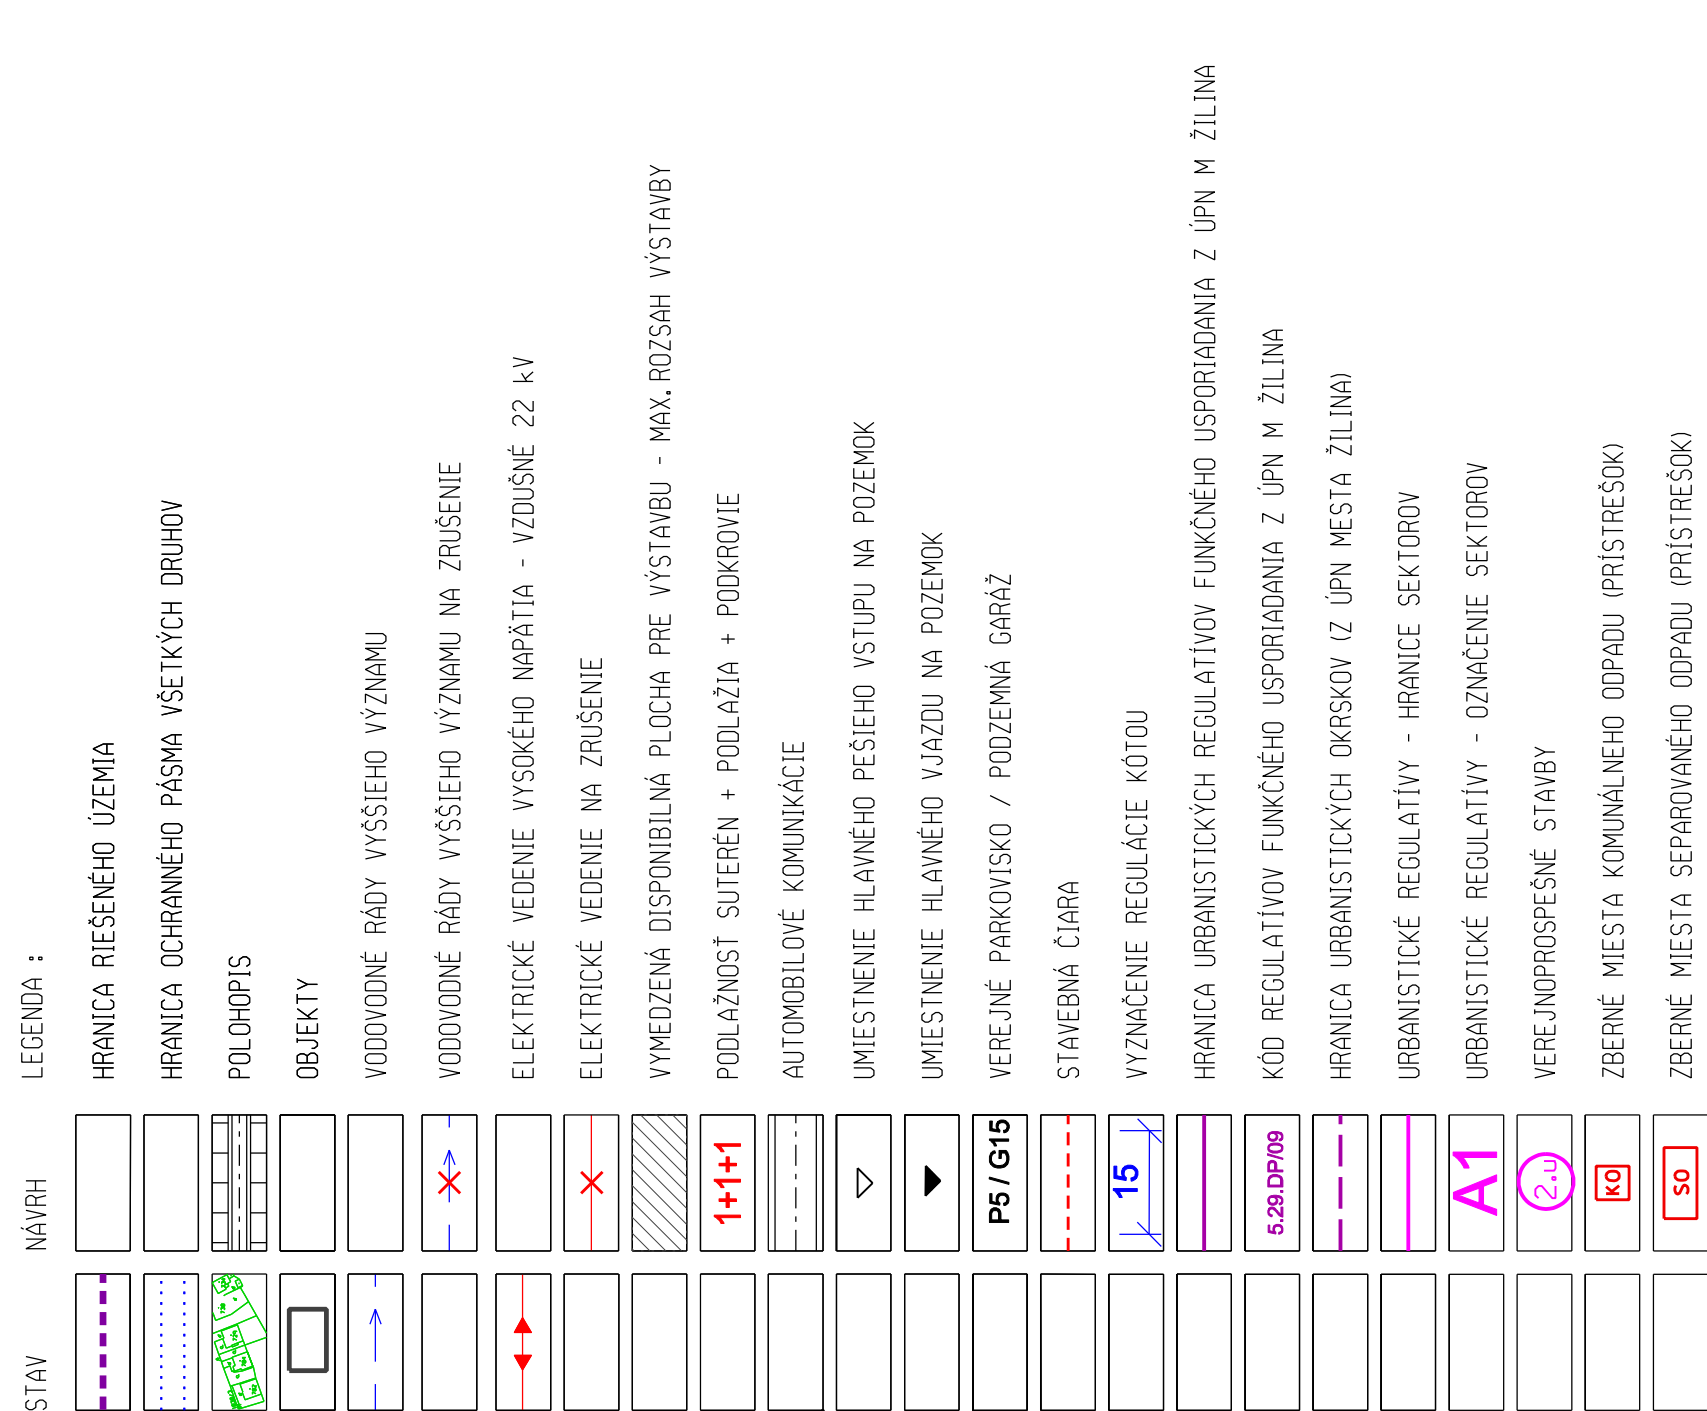 STAV NÁVRH LEGENDA :
HRANICA RIEŠENÉHO ÚZEMIA
HRANICA OCHRANNÉHO PÁSMA VŠETKÝCH DRUHOV
POLOHOPIS
OBJEKTY
VODOVODNÉ RÁDY VYŠŠIEHO VÝZNAMU
VODOVODNÉ RÁDY VYŠŠIEHO VÝZNAMU NA ZRUŠENIE
ELEKTRICKÉ VEDENIE VYSOKÉHO NAPÄTIA - VZDUŠNÉ 22 kV
ELEKTRICKÉ VEDENIE NA ZRUŠENIE
VYMEDZENÁ DISPONIBILNÁ PLOCHA PRE VÝSTAVBU - MAX. ROZSAH VÝSTAVBY
1+1+1 PODLAŽNOSŤ SUTERÉN + PODLAŽIA + PODKROVIE
AUTOMOBILOVÉ KOMUNIKÁCIE
UMIESTNENIE HLAVNÉHO PEŠIEHO VSTUPU NA POZEMOK
UMIESTNENIE HLAVNÉHO VJAZDU NA POZEMOK
P5 / G15 VEREJNÉ PARKOVISKO / PODZEMNÁ GARÁŽ
STAVEBNÁ ČIARA
15 VYZNAČENIE REGULÁCIE KÓTOU
HRANICA URBANISTICKÝCH REGULATÍVOV FUNKČNÉHO USPORIADANIA Z ÚPN M ŽILINA
5.29.DP/09 KÓD REGULATÍVOV FUNKČNÉHO USPORIADANIA Z ÚPN M ŽILINA
HRANICA URBANISTICKÝCH OKRSKOV (Z ÚPN MESTA ŽILINA)
URBANISTICKÉ REGULATÍVY - HRANICE SEKTOROV
A1 URBANISTICKÉ REGULATÍVY - OZNAČENIE SEKTOROV
2.u VEREJNOPROSPEŠNÉ STAVBY
KO ZBERNÉ MIESTA KOMUNÁLNEHO ODPADU (PRÍSTREŠOK)
SO ZBERNÉ MIESTA SEPAROVANÉHO ODPADU (PRÍSTREŠOK)